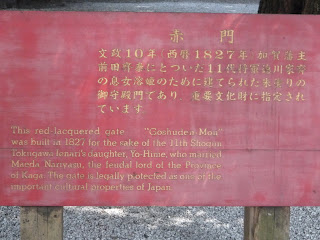 赤門
文政10年(西暦1827年)加賀藩主
前田斉泰にとついだ11代将軍徳川家斉
の息女溶姫のために建てられた朱塗りの
御守殿門であり、重要文化財に指定され
ています。
This red-lacquered gate "Goshuden-Mon"
was built in 1827 for the sake of the 11th Shogun
Tokugawa Ienari's daughter, Yo-Hime, who married
Maeda Nariyasu, the feudal lord of the Province
of Kaga. The gate is legally protected as one of the
important cultural properties of Japan.